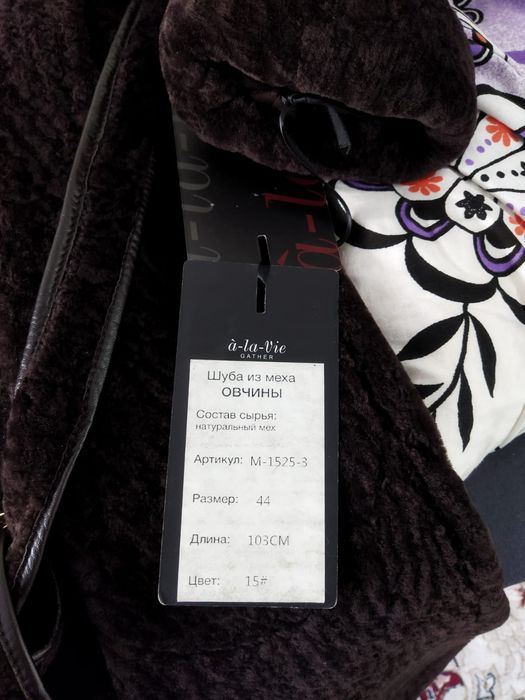 à-la-Vie
GATHER
Шуба из меха
ОВЧИНЫ
Состав сырья:
натуральный мех
Артикул: M-1525-3
Размер: 44
Длина: 103CM
Цвет: 15#